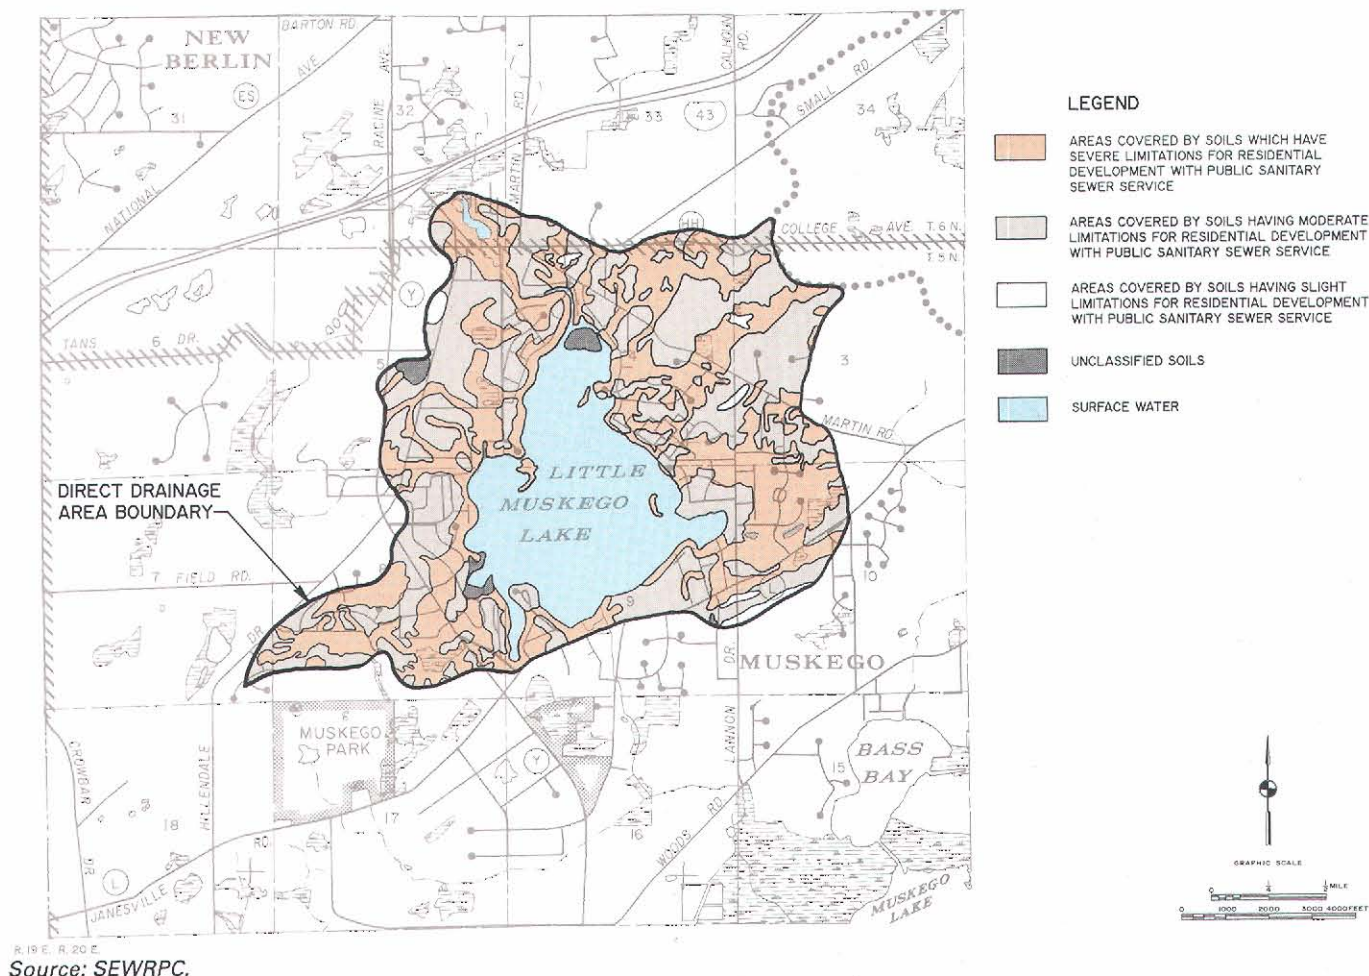 NEW
BERLIN
BARTON RD.
AVE.
NATIONAL
ES
31
RACINE
AVE.
32
MARTIN
RD.
33
43
CALHOUN
RD.
SMALL RD.
34
HH
COLLEGE AVE. T. 6 N.
T. 5 N.
Y
TANS. 6 DR.
5
4
3
MARTIN RD.
LITTLE
MUSKEGO
LAKE
DIRECT DRAINAGE
AREA BOUNDARY
7 FIELD RD.
8
9
10
DR.
MUSKEGO
DR.
LANNON
MUSKEGO
PARK
Y
BASS
BAY
15
16
17
18
CROWBAR
DR.
HILLENDALE
RD.
L
JANESVILLE
WOODS RD.
MUSKEGO
LAKE
LEGEND
AREAS COVERED BY SOILS WHICH HAVE
SEVERE LIMITATIONS FOR RESIDENTIAL
DEVELOPMENT WITH PUBLIC SANITARY
SEWER SERVICE
AREAS COVERED BY SOILS HAVING MODERATE
LIMITATIONS FOR RESIDENTIAL DEVELOPMENT
WITH PUBLIC SANITARY SEWER SERVICE
AREAS COVERED BY SOILS HAVING SLIGHT
LIMITATIONS FOR RESIDENTIAL DEVELOPMENT
WITH PUBLIC SANITARY SEWER SERVICE
UNCLASSIFIED SOILS
SURFACE WATER
GRAPHIC SCALE
MILE
0 1000 2000 3000 4000 FEET
R. 19 E. R. 20 E.
Source: SEWRPC.